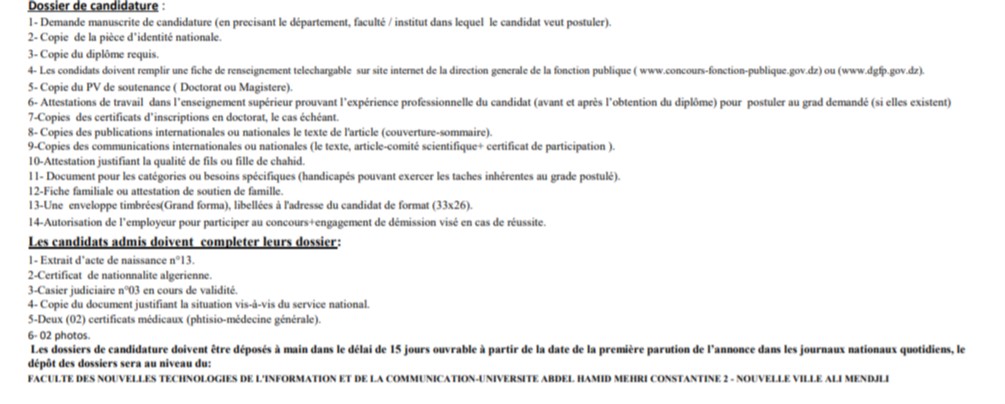 Dossier de candidature :
1- Demande manuscrite de candidature (en precisant le département, faculté / institut dans lequel le candidat veut postuler).
2- Copie de la pièce d'identité nationale.
3- Copie du diplôme requis.
4- Les condidats doivent remplir une fiche de renseignement telechargable sur site internet de la direction generale de la fonction publique ( www.concours-fonction-publique.gov.dz) ou (www.dgfp.gov.dz).
5- Copie du PV de soutenance ( Doctorat ou Magistere).
6- Attestations de travail dans l'enseignement supérieur prouvant l'expérience professionnelle du candidat (avant et après l'obtention du diplôme) pour postuler au grad demandé (si elles existent)
7-Copies des certificats d'inscriptions en doctorat, le cas échéant.
8- Copies des publications internationales ou nationales le texte de l'article (couverture-sommaire).
9-Copies des communications internationales ou nationales (le texte, article-comité scientifique+ certificat de participation ).
10-Attestation justifiant la qualité de fils ou fille de chahid.
11- Document pour les catégories ou besoins spécifiques (handicapés pouvant exercer les taches inhérentes au grade postulé).
12-Fiche familiale ou attestation de soutien de famille.
13-Une enveloppe timbrées(Grand forma), libellées à l'adresse du candidat de format (33x26).
14-Autorisation de l'employeur pour participer au concours+engagement de démission visé en cas de réussite.
Les candidats admis doivent completer leurs dossier:
1- Extrait d'acte de naissance n°13.
2-Certificat de nationnalite algerienne.
3-Casier judiciaire n°03 en cours de validité.
4- Copie du document justifiant la situation vis-à-vis du service national.
5-Deux (02) certificats médicaux (phtisio-médecine générale).
6- 02 photos.
Les dossiers de candidature doivent être déposés à main dans le délai de 15 jours ouvrable à partir de la date de la première parution de l'annonce dans les journaux nationaux quotidiens, le
dépôt des dossiers sera au niveau du:
FACULTE DES NOUVELLES TECHNOLOGIES DE L'INFORMATION ET DE LA COMMUNICATION-UNIVERSITE ABDEL HAMID MEHRI CONSTANTINE 2 - NOUVELLE VILLE ALI MENDJLI